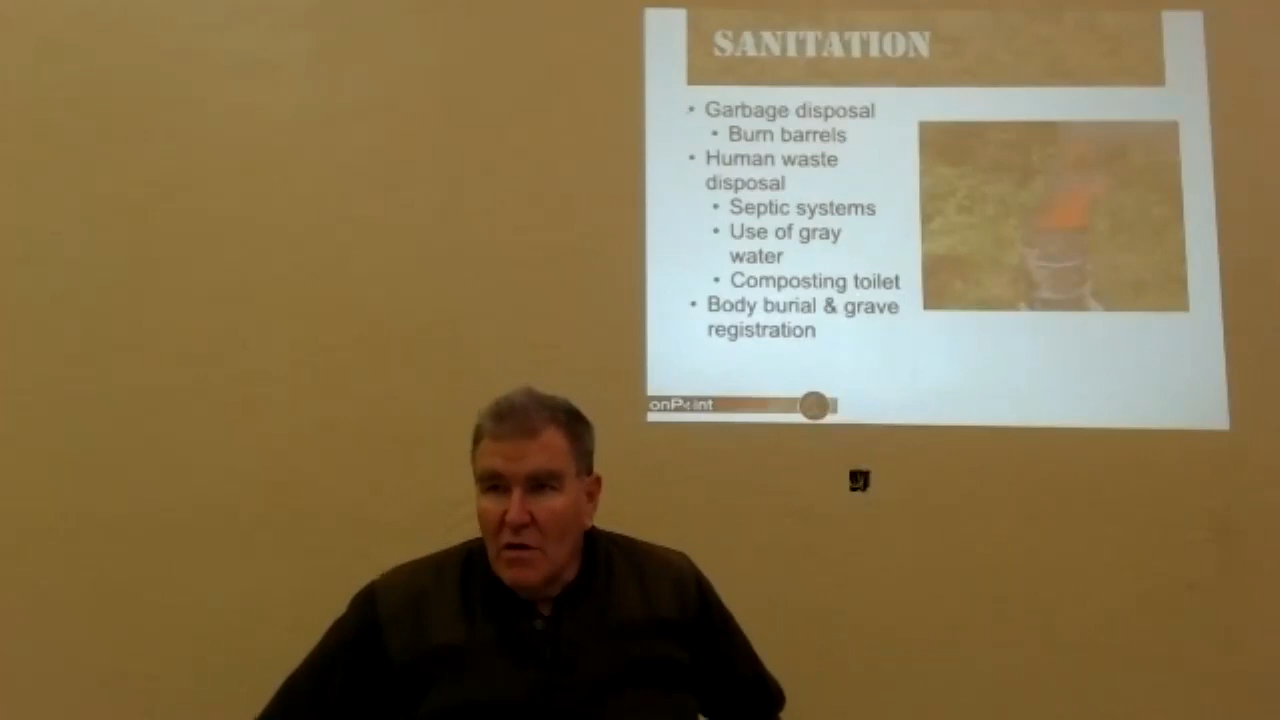 SANITATION
• Garbage disposal
• Burn barrels
• Human waste
disposal
• Septic systems
• Use of gray
water
• Composting toilet
• Body burial & grave
registration
onPoint